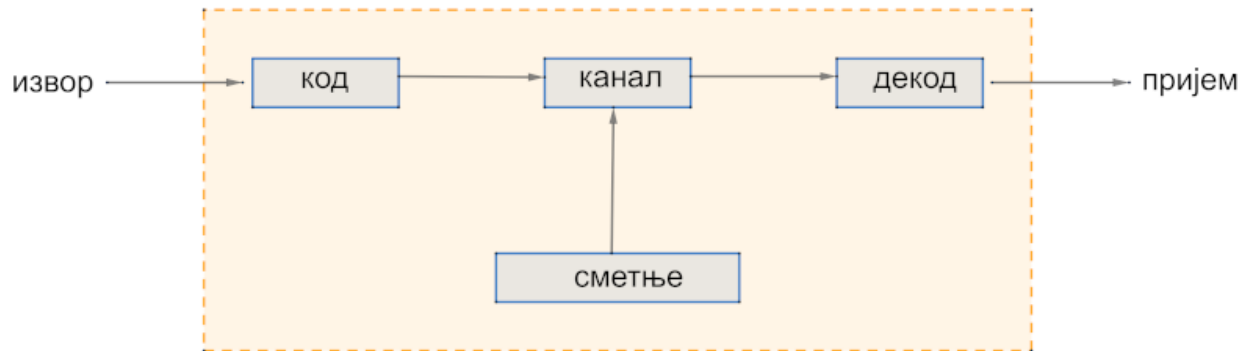 извор
код
канал
декод
пријем
сметње